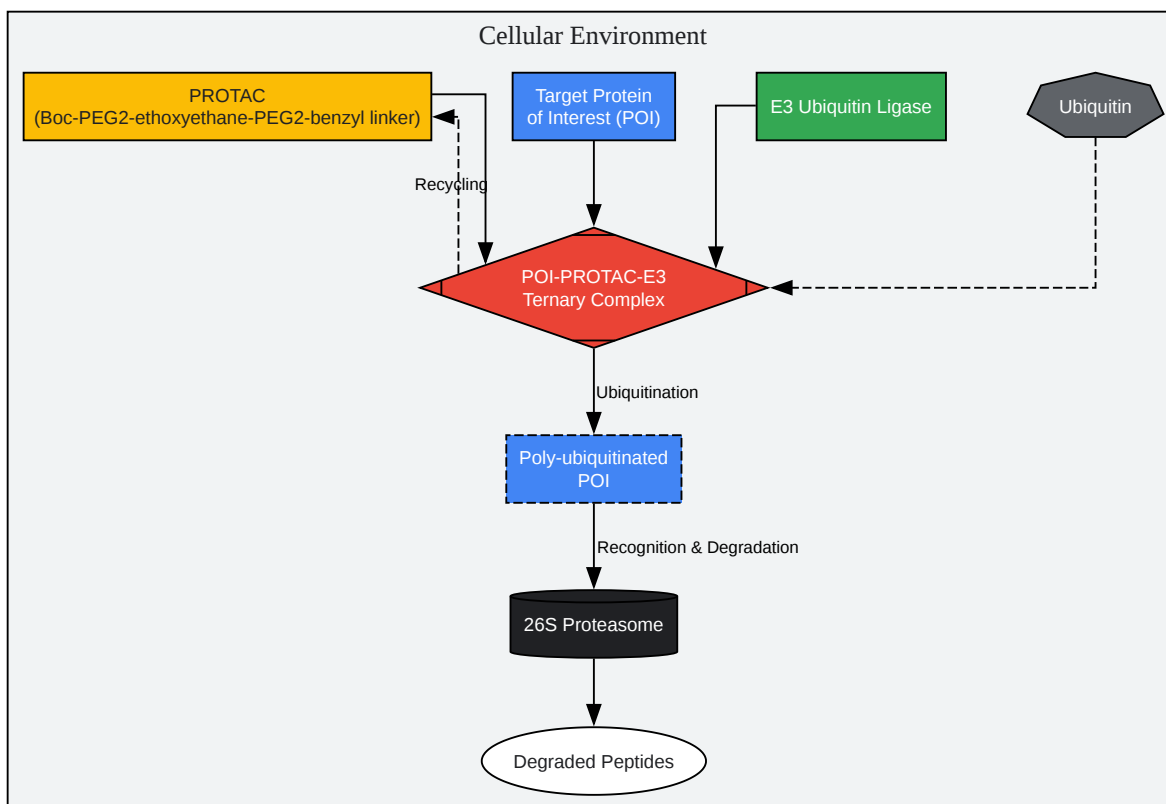 Cellular Environment
PROTAC
(Boc-PEG2-ethoxyethane-PEG2-benzyl linker)
Target Protein
of Interest (POI)
E3 Ubiquitin Ligase
Ubiquitin
Recycling
POI-PROTAC-E3
Ternary Complex
Ubiquitination
Poly-ubiquitinated
POI
Recognition & Degradation
26S Proteasome
Degraded Peptides